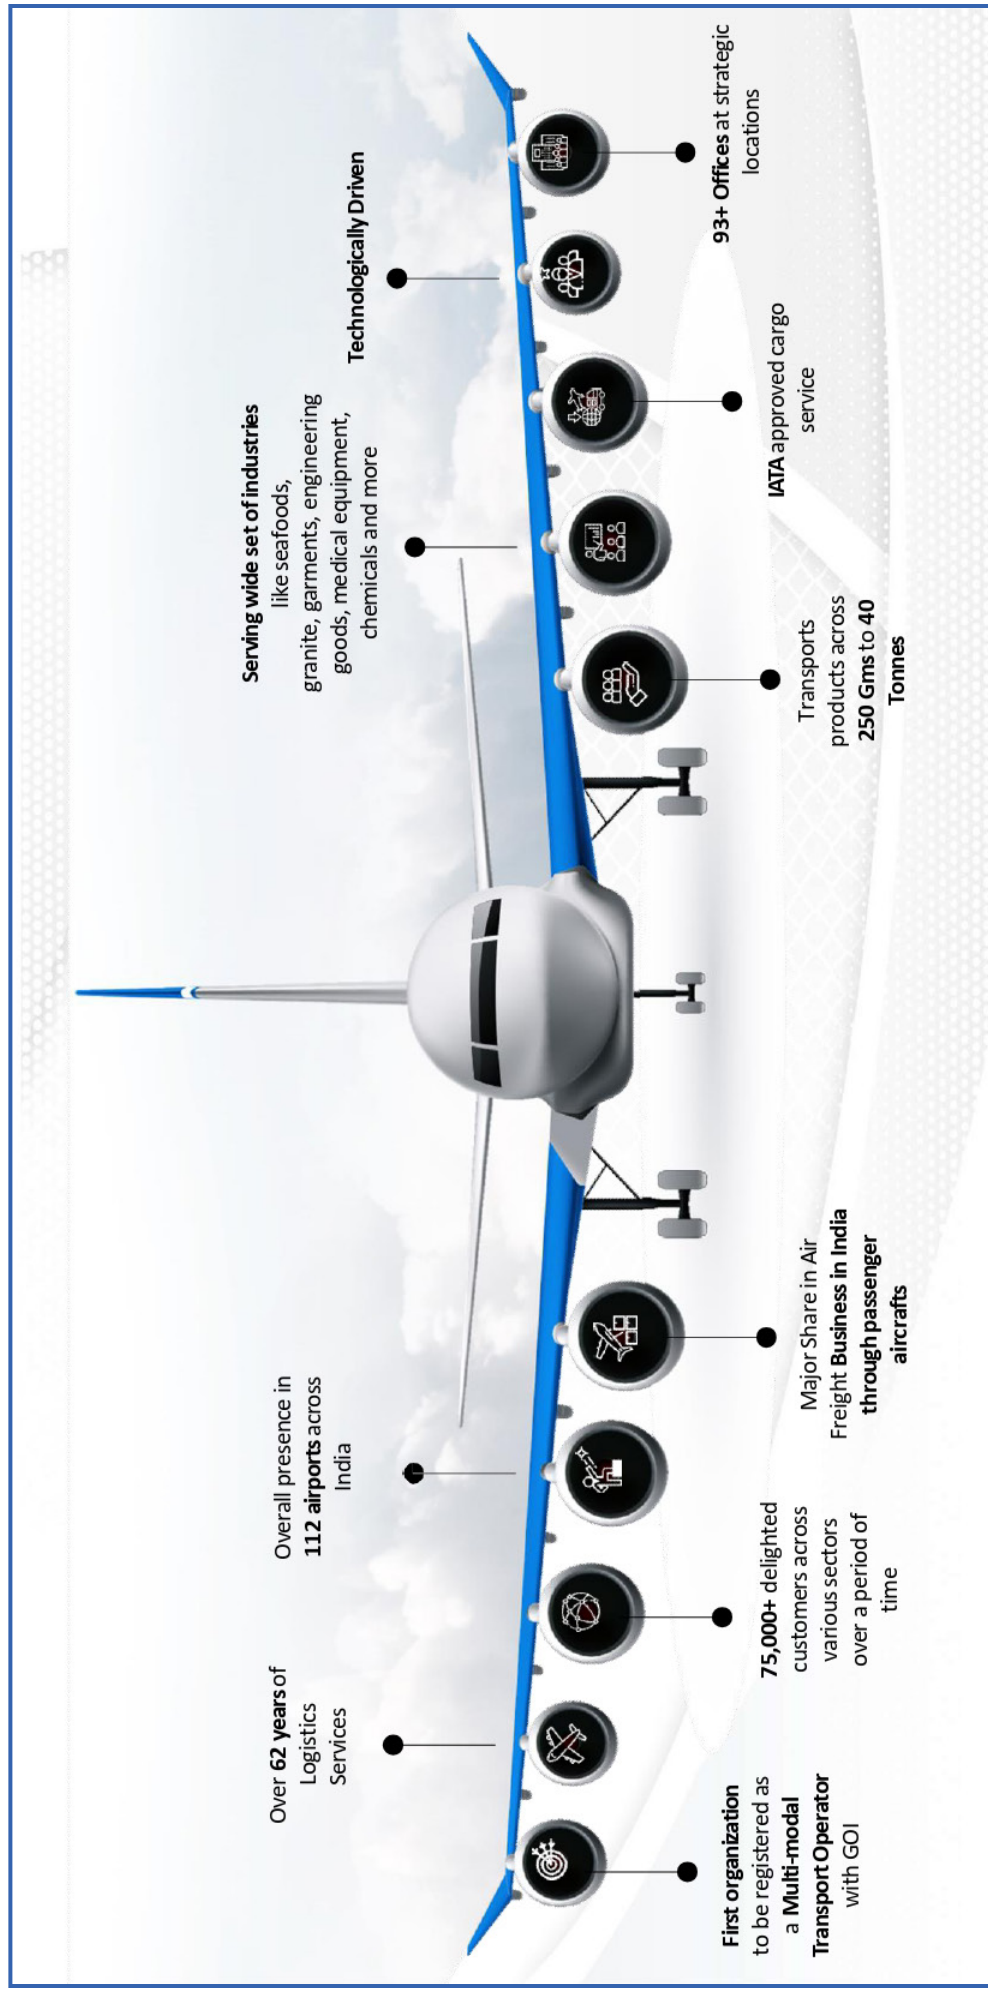 First organization
to be registered as
a Multi-modal
Transport Operator
with GOI
Over 62 years of
Logistics
Services
75,000+ delighted
customers across
various sectors
over a period of
time
Overall presence in
112 airports across
India
Major Share in Air
Freight Business in India
through passenger
aircrafts
Transports
products across
250 Gms to 40
Tonnes
Serving wide set of industries
like seafoods,
granite, garments, engineering
goods, medical equipment,
chemicals and more
IATA approved cargo
service
Technologically Driven
93+ Offices at strategic
locations